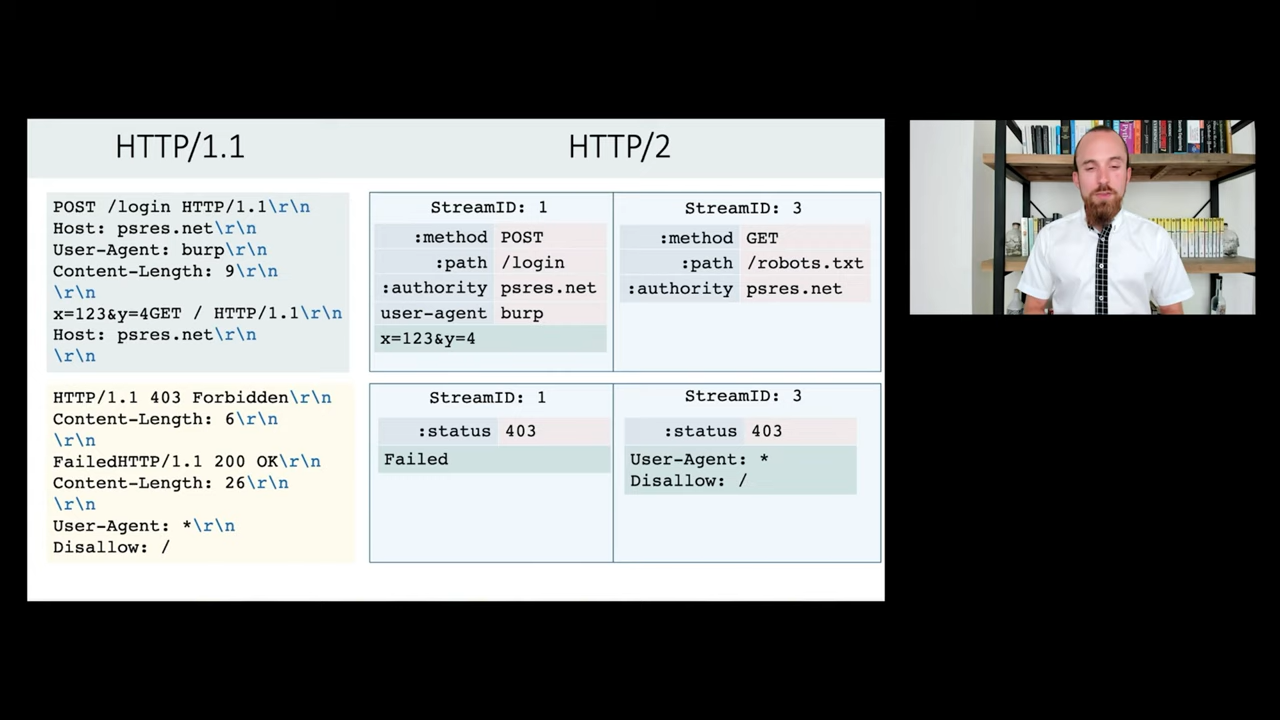 HTTP/1.1
HTTP/2
POST /login HTTP/1.1\r\n
Host: psres.net\r\n
User-Agent: burp\r\n
Content-Length: 9\r\n
\r\n
x=123&y=4GET / HTTP/1.1\r\n
Host: psres.net\r\n
\r\n
StreamID: 1
:method POST
:path /login
:authority psres.net
user-agent burp
x=123&y=4
StreamID: 3
:method GET
:path /robots.txt
:authority psres.net
HTTP/1.1 403 Forbidden\r\n
Content-Length: 6\r\n
\r\n
FailedHTTP/1.1 200 OK\r\n
Content-Length: 26\r\n
\r\n
User-Agent: *\r\n
Disallow: /
StreamID: 1
:status 403
Failed
StreamID: 3
:status 403
User-Agent: *
Disallow: /